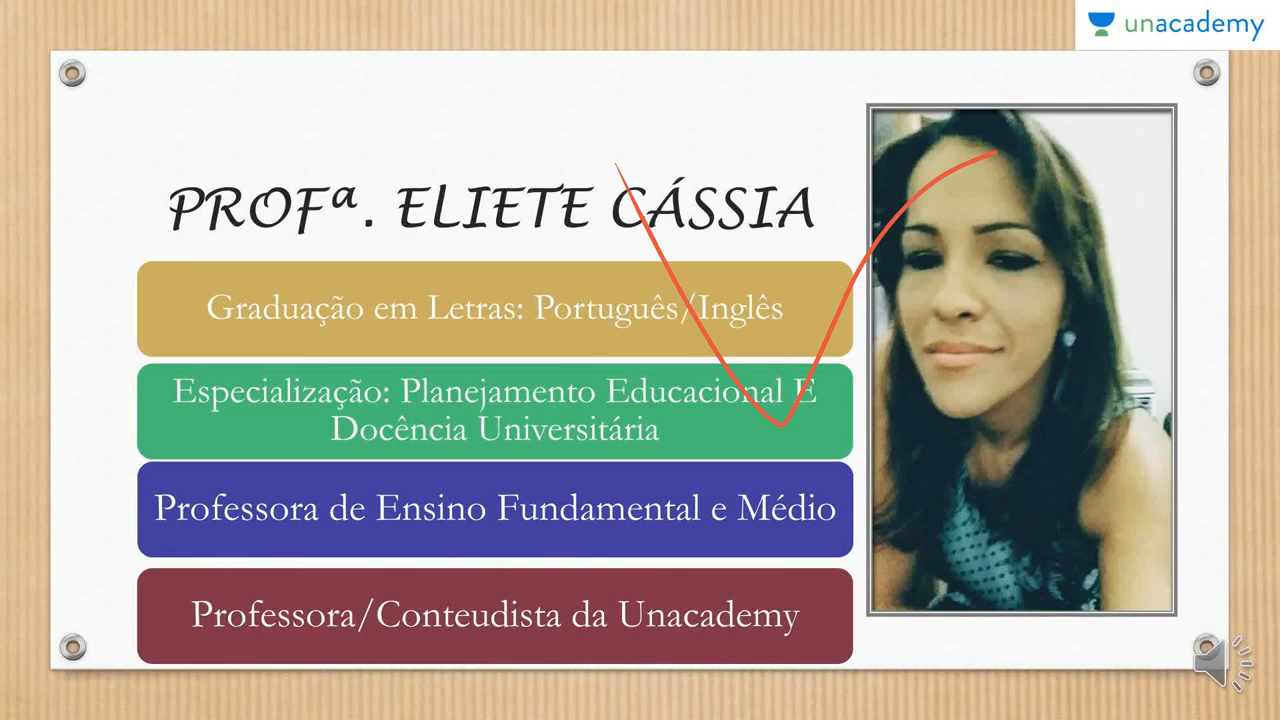 unacademy
PROFª. ELIETE CÁSSIA
Graduação em Letras: Português/Inglês
Especialização: Planejamento Educacional E
Docência Universitária
Professora de Ensino Fundamental e Médio
Professora/Conteudista da Unacademy